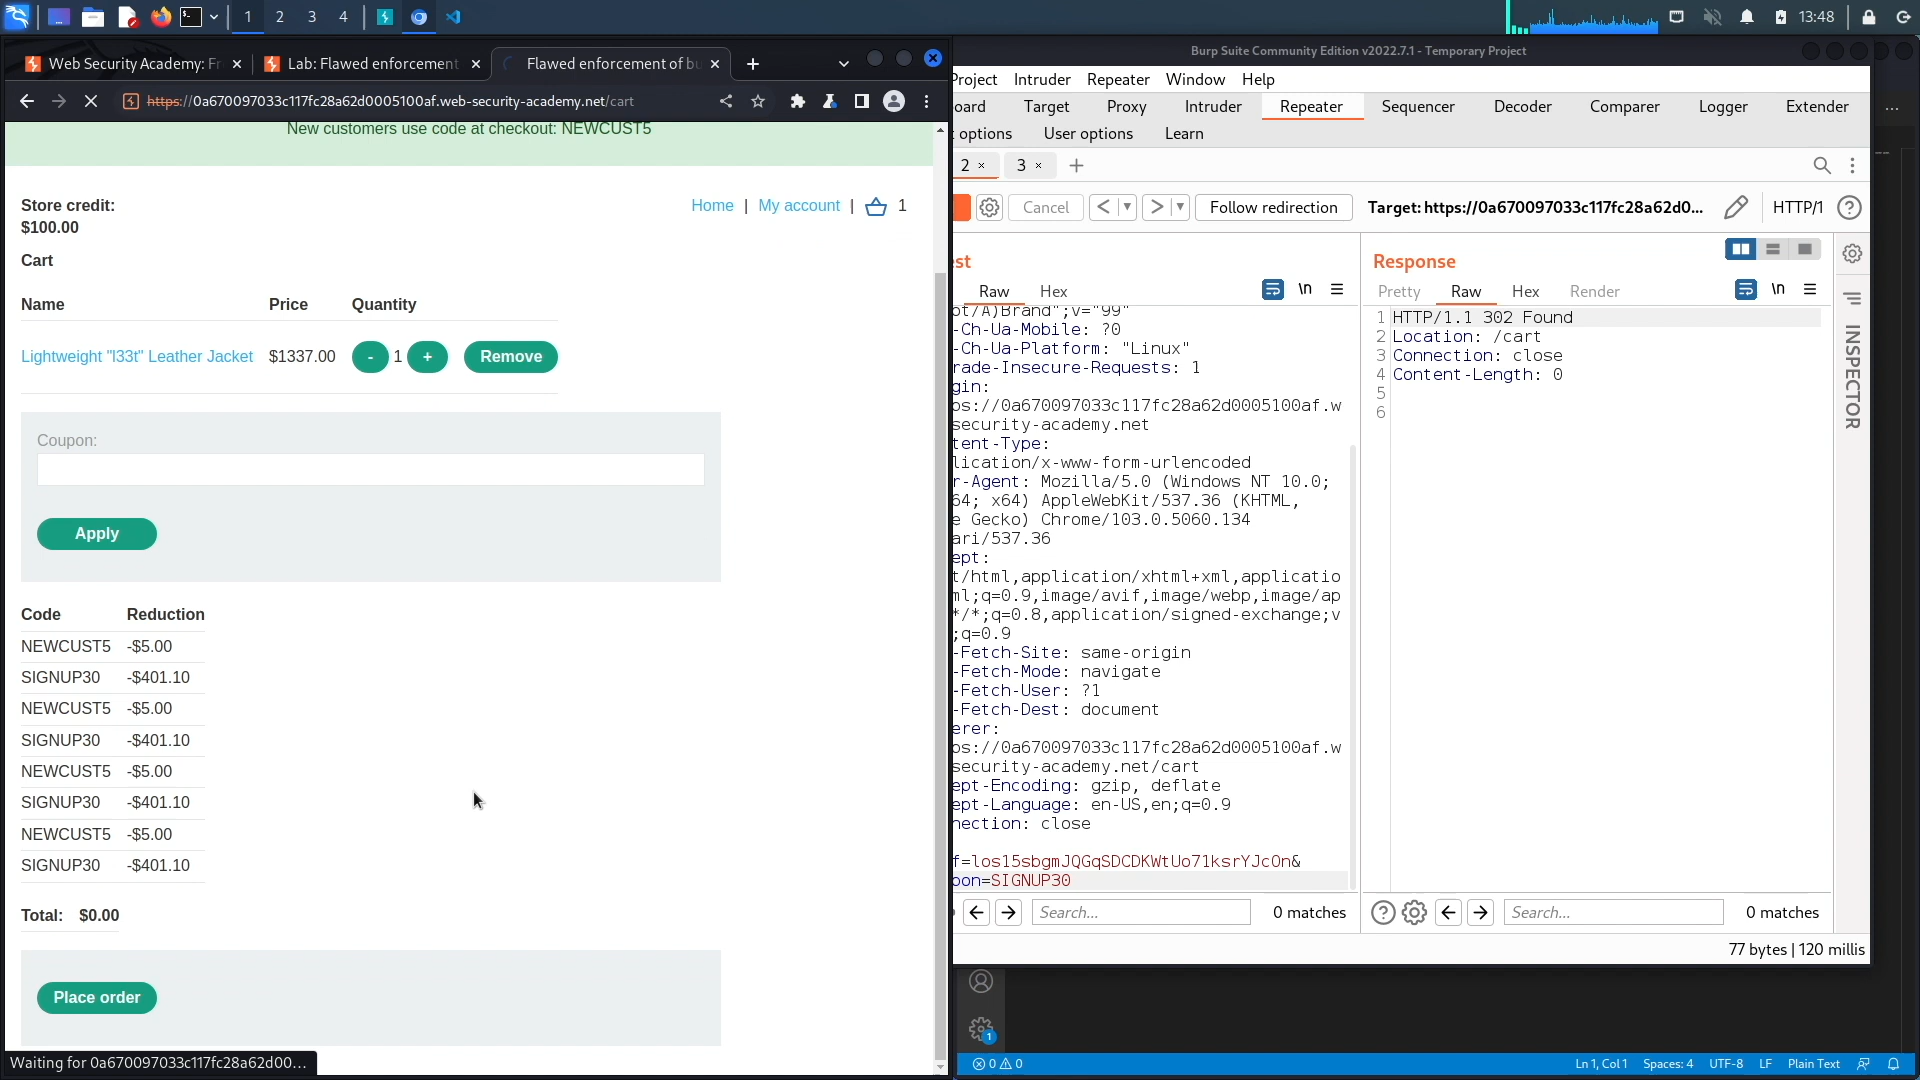 1
2
3
4
13:48
Web Security Academy: Fr
Lab: Flawed enforcement
Flawed enforcement of bu
https://0a670097033c117fc28a62d0005100af.web-security-academy.net/cart
New customers use code at checkout: NEWCUST5
Store credit:
$100.00
Home | My account | 1
Cart
Name Price Quantity
Lightweight "l33t" Leather Jacket $1337.00 - 1 + Remove
Coupon:
Apply
Code Reduction
NEWCUST5 -$5.00
SIGNUP30 -$401.10
NEWCUST5 -$5.00
SIGNUP30 -$401.10
NEWCUST5 -$5.00
SIGNUP30 -$401.10
NEWCUST5 -$5.00
SIGNUP30 -$401.10
Total: $0.00
Place order
Waiting for 0a670097033c117fc28a62d00...
Burp Suite Community Edition v2022.7.1 - Temporary Project
Project Intruder Repeater Window Help
oard Target Proxy Intruder Repeater Sequencer Decoder Comparer Logger Extender
t options User options Learn
2 × 3 × +
Cancel < > Follow redirection Target: https://0a670097033c117fc28a62d0... HTTP/1
est
Raw Hex \n
ot/A)Brand";v="99"
-Ch-Ua-Mobile: ?0
-Ch-Ua-Platform: "Linux"
rade-Insecure-Requests: 1
gin:
ps://0a670097033c117fc28a62d0005100af.w
security-academy.net
tent-Type:
lication/x-www-form-urlencoded
r-Agent: Mozilla/5.0 (Windows NT 10.0;
64; x64) AppleWebKit/537.36 (KHTML,
e Gecko) Chrome/103.0.5060.134
ari/537.36
ept:
t/html,application/xhtml+xml,applicatio
ml;q=0.9,image/avif,image/webp,image/ap
*/*;q=0.8,application/signed-exchange;v
;q=0.9
-Fetch-Site: same-origin
-Fetch-Mode: navigate
-Fetch-User: ?1
-Fetch-Dest: document
erer:
ps://0a670097033c117fc28a62d0005100af.w
security-academy.net/cart
ept-Encoding: gzip, deflate
ept-Language: en-US,en;q=0.9
nection: close
f=los15sbgmJQGqSDCDKWtUo71ksrYJcOn&
pon=SIGNUP30
Search... 0 matches
Response
Pretty Raw Hex Render \n
1 HTTP/1.1 302 Found
2 Location: /cart
3 Connection: close
4 Content-Length: 0
5
6
INSPECTOR
Search... 0 matches
77 bytes | 120 millis
1
0 0
Ln 1, Col 1 Spaces: 4 UTF-8 LF Plain Text